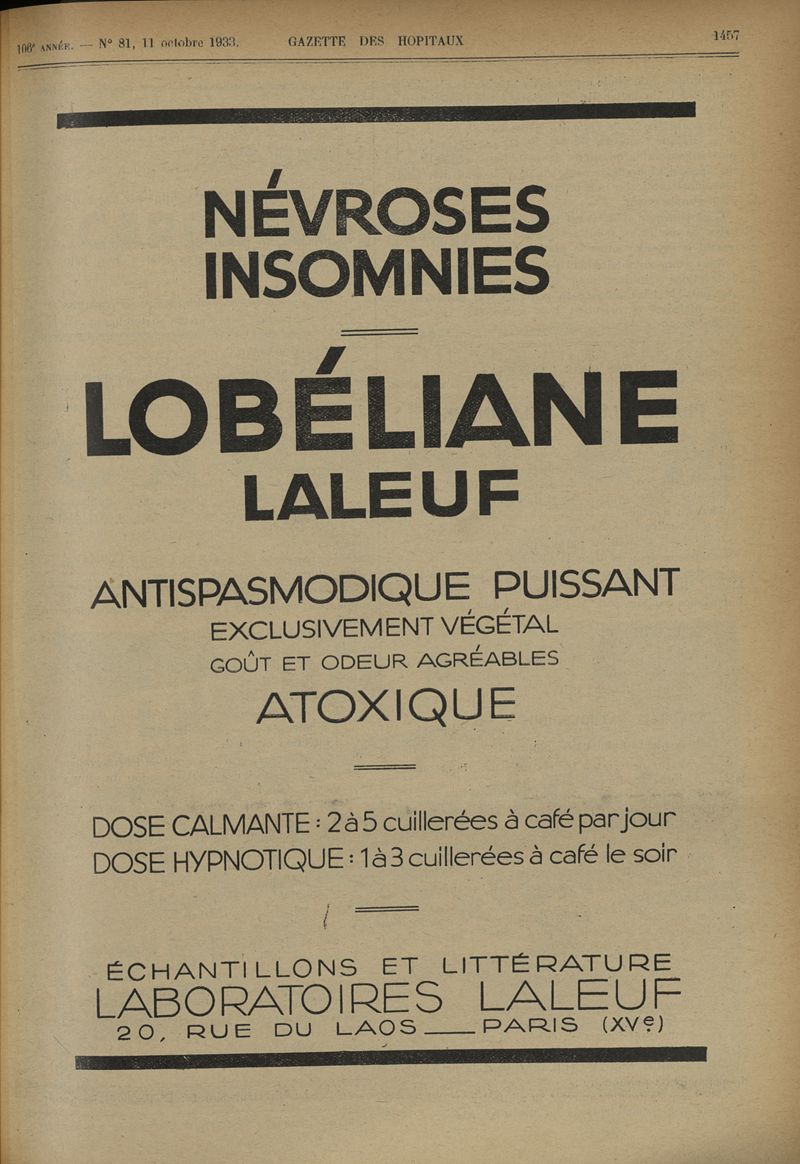 106e ANNÉE. — N° 81, 11 octobre 1933. GAZETTE DES HOPITAUX 1457
NÉVROSES
INSOMNIES
LOBÉLIANE
LALEUF
ANTISPASMODIQUE PUISSANT
EXCLUSIVEMENT VÉGÉTAL
GOÛT ET ODEUR AGRÉABLES
ATOXIQUE
DOSE CALMANTE : 2 à 5 cuillerées à café par jour
DOSE HYPNOTIQUE : 1 à 3 cuillerées à café le soir
ÉCHANTILLONS ET LITTÉRATURE
LABORATOIRES LALEUF
20, RUE DU LAOS ___ PARIS (XVe)